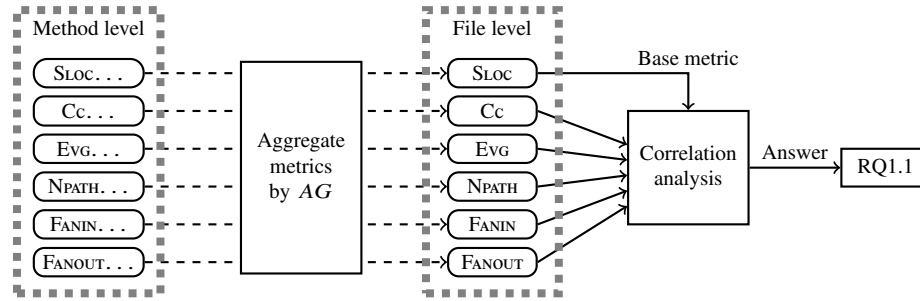 Method level
SLOC...
CC...
EVG...
NPATH...
FANIN...
FANOUT...
Aggregate
metrics
by AG
File level
SLOC
CC
EVG
NPATH
FANIN
FANOUT
Base metric
Correlation
analysis
Answer
RQ1.1